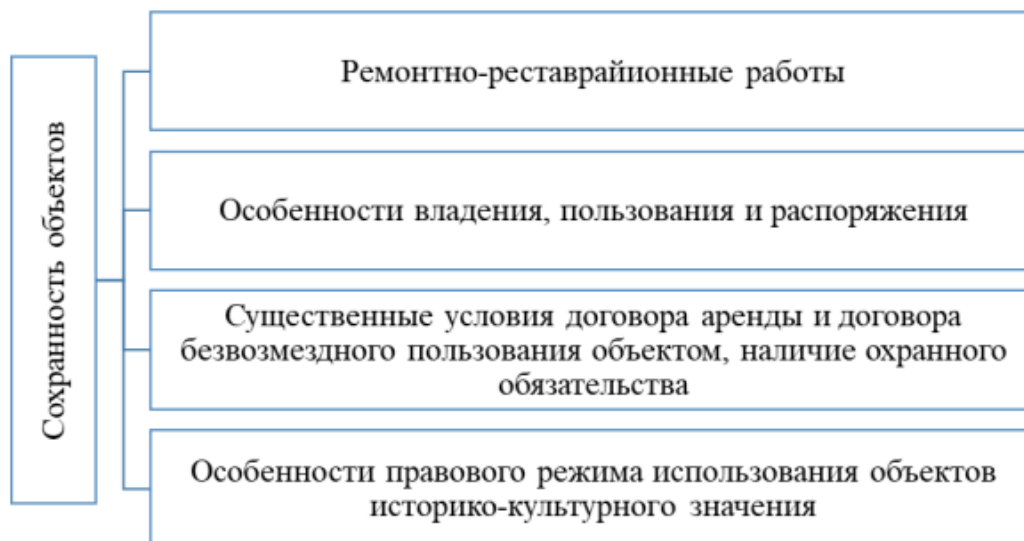 Сохранность объектов
Ремонтно-реставрайионные работы
Особенности владения, пользования и распоряжения
Существенные условия договора аренды и договора
безвозмездного пользования объектом, наличие охранного
обязательства
Особенности правового режима использования объектов
историко-культурного значения